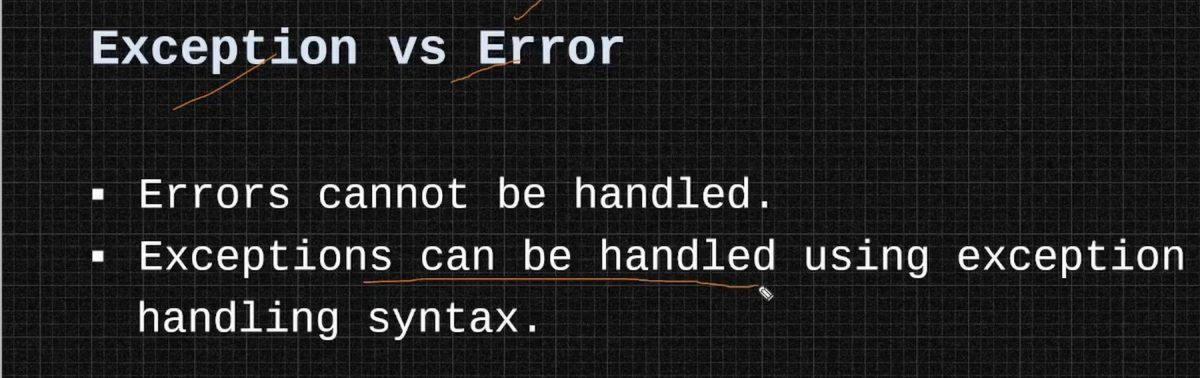 Exception vs Error
▪ Errors cannot be handled.
▪ Exceptions can be handled using exception
handling syntax.